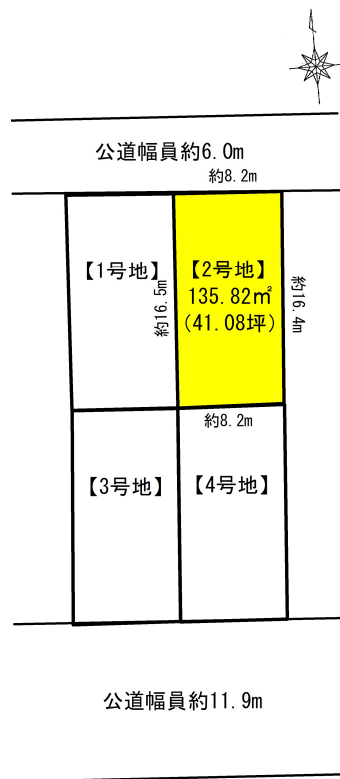 公道幅員約6.0m
約8.2m
【1号地】
【2号地】
135.82㎡
(41.08坪)
約16.5m
約16.4m
約8.2m
【3号地】
【4号地】
公道幅員約11.9m